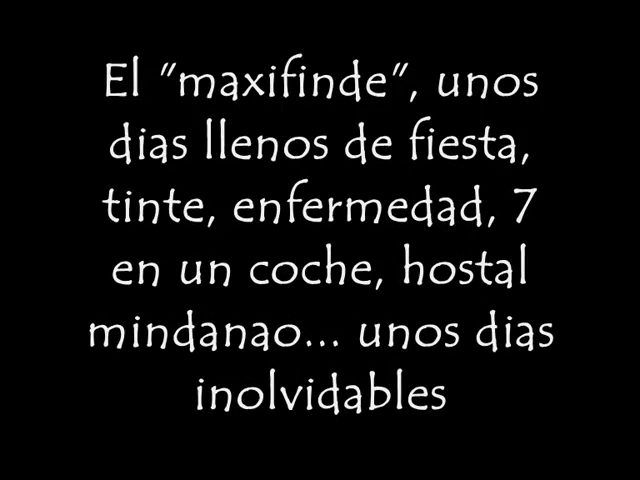 El "maxifinde", unos
dias llenos de fiesta,
tinte, enfermedad, 7
en un coche, hostal
mindanao... unos dias
inolvidables